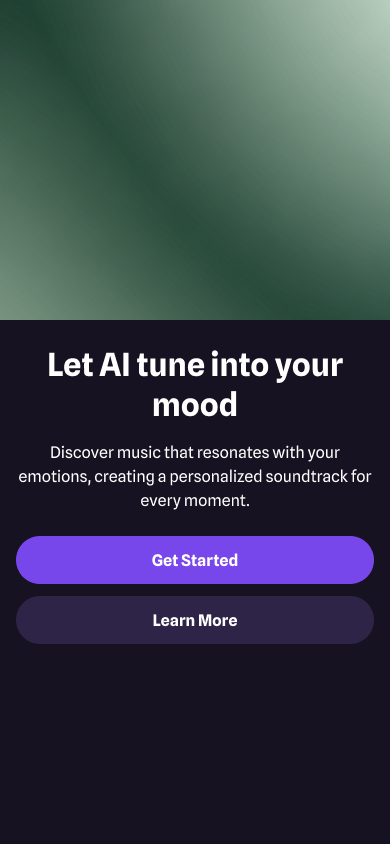 Let AI tune into your
mood
Discover music that resonates with your
emotions, creating a personalized soundtrack for
every moment.
Get Started
Learn More